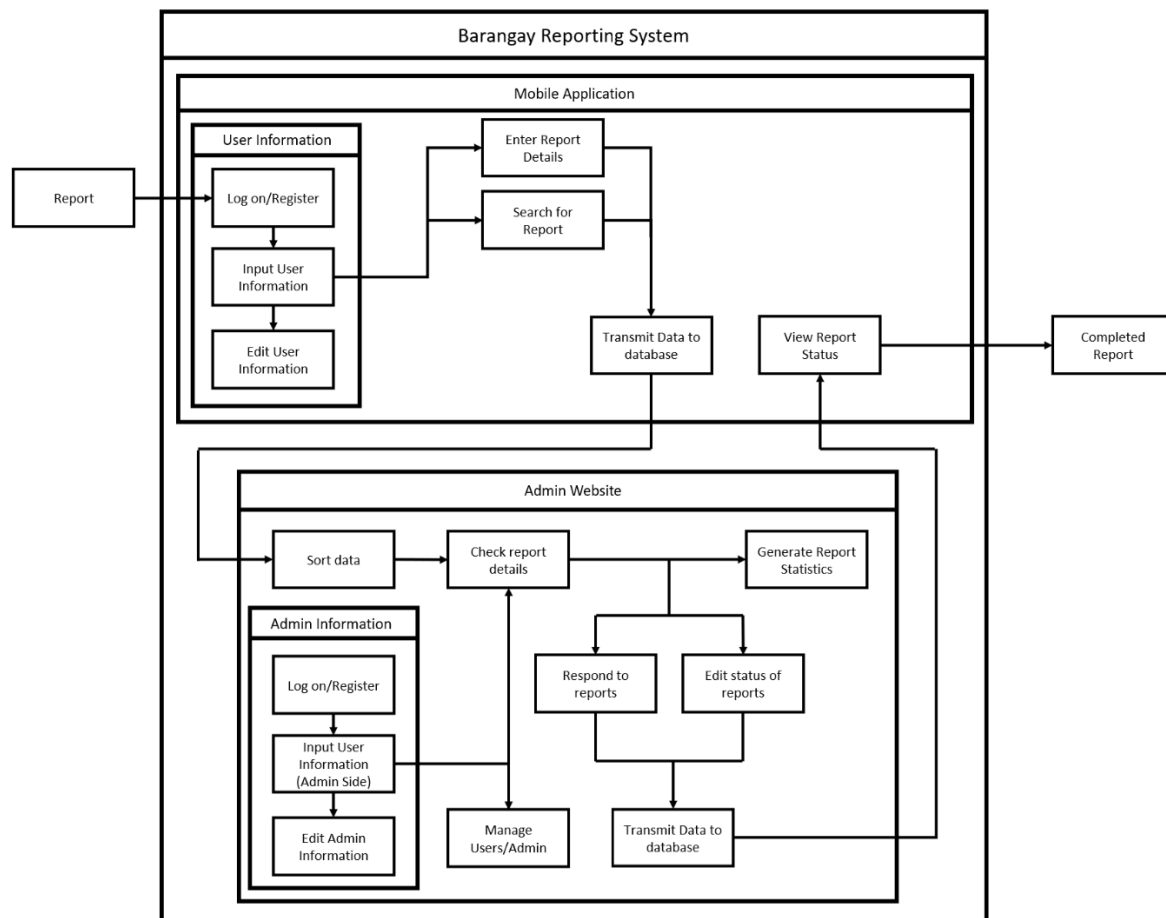 Barangay Reporting System
Mobile Application
User Information
Report
Log on/Register
Input User
Information
Edit User
Information
Enter Report
Details
Search for
Report
Transmit Data to
database
View Report
Status
Completed
Report
Admin Website
Sort data
Check report
details
Generate Report
Statistics
Admin Information
Log on/Register
Input User
Information
(Admin Side)
Edit Admin
Information
Respond to
reports
Edit status of
reports
Manage
Users/Admin
Transmit Data to
database